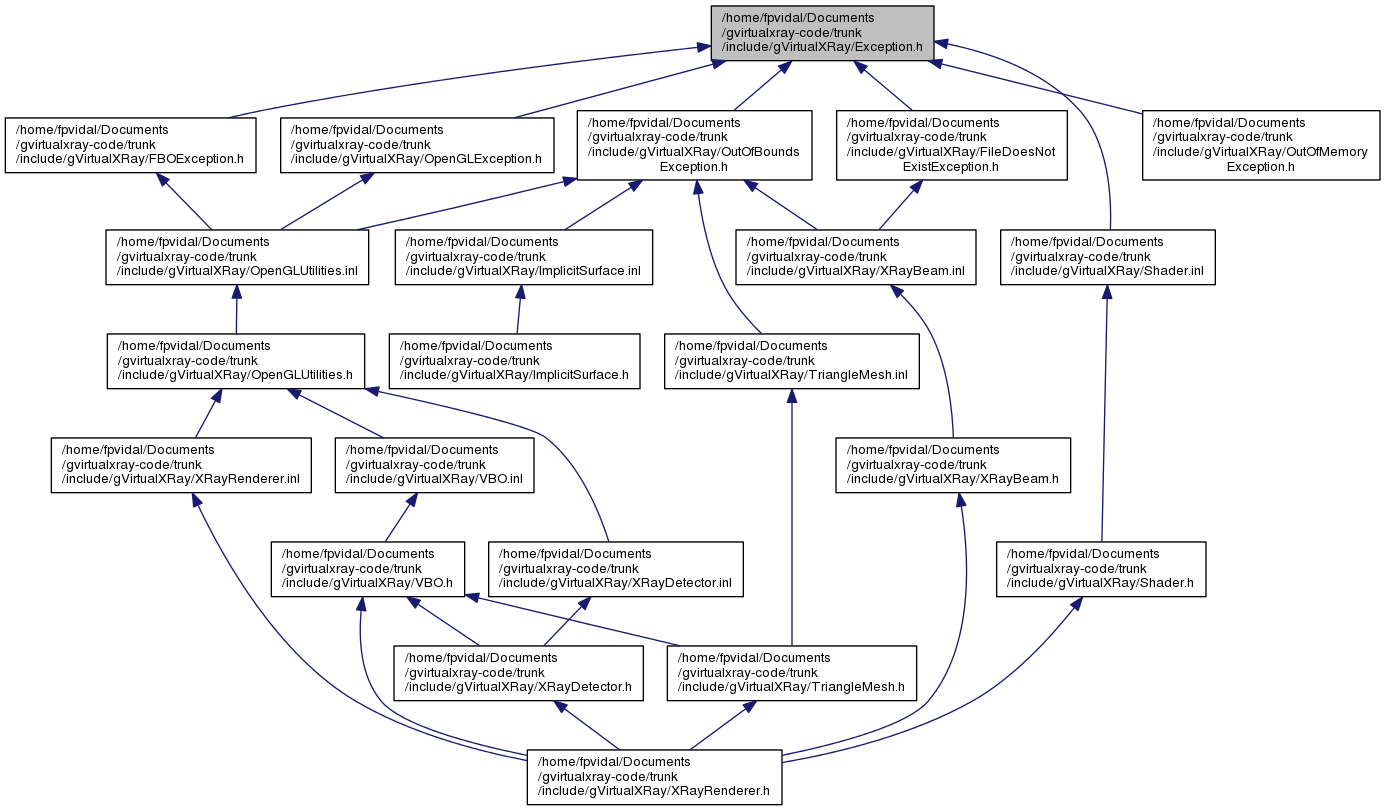 /home/fpvidal/Documents
/gvirtualxray-code/trunk
/include/gVirtualXRay/Exception.h
/home/fpvidal/Documents
/gvirtualxray-code/trunk
/include/gVirtualXRay/FBOException.h
/home/fpvidal/Documents
/gvirtualxray-code/trunk
/include/gVirtualXRay/OpenGLException.h
/home/fpvidal/Documents
/gvirtualxray-code/trunk
/include/gVirtualXRay/OutOfBounds
Exception.h
/home/fpvidal/Documents
/gvirtualxray-code/trunk
/include/gVirtualXRay/FileDoesNot
ExistException.h
/home/fpvidal/Documents
/gvirtualxray-code/trunk
/include/gVirtualXRay/OutOfMemory
Exception.h
/home/fpvidal/Documents
/gvirtualxray-code/trunk
/include/gVirtualXRay/OpenGLUtilities.inl
/home/fpvidal/Documents
/gvirtualxray-code/trunk
/include/gVirtualXRay/ImplicitSurface.inl
/home/fpvidal/Documents
/gvirtualxray-code/trunk
/include/gVirtualXRay/XRayBeam.inl
/home/fpvidal/Documents
/gvirtualxray-code/trunk
/include/gVirtualXRay/Shader.inl
/home/fpvidal/Documents
/gvirtualxray-code/trunk
/include/gVirtualXRay/OpenGLUtilities.h
/home/fpvidal/Documents
/gvirtualxray-code/trunk
/include/gVirtualXRay/ImplicitSurface.h
/home/fpvidal/Documents
/gvirtualxray-code/trunk
/include/gVirtualXRay/TriangleMesh.inl
/home/fpvidal/Documents
/gvirtualxray-code/trunk
/include/gVirtualXRay/XRayRenderer.inl
/home/fpvidal/Documents
/gvirtualxray-code/trunk
/include/gVirtualXRay/VBO.inl
/home/fpvidal/Documents
/gvirtualxray-code/trunk
/include/gVirtualXRay/XRayBeam.h
/home/fpvidal/Documents
/gvirtualxray-code/trunk
/include/gVirtualXRay/VBO.h
/home/fpvidal/Documents
/gvirtualxray-code/trunk
/include/gVirtualXRay/XRayDetector.inl
/home/fpvidal/Documents
/gvirtualxray-code/trunk
/include/gVirtualXRay/Shader.h
/home/fpvidal/Documents
/gvirtualxray-code/trunk
/include/gVirtualXRay/XRayDetector.h
/home/fpvidal/Documents
/gvirtualxray-code/trunk
/include/gVirtualXRay/TriangleMesh.h
/home/fpvidal/Documents
/gvirtualxray-code/trunk
/include/gVirtualXRay/XRayRenderer.h